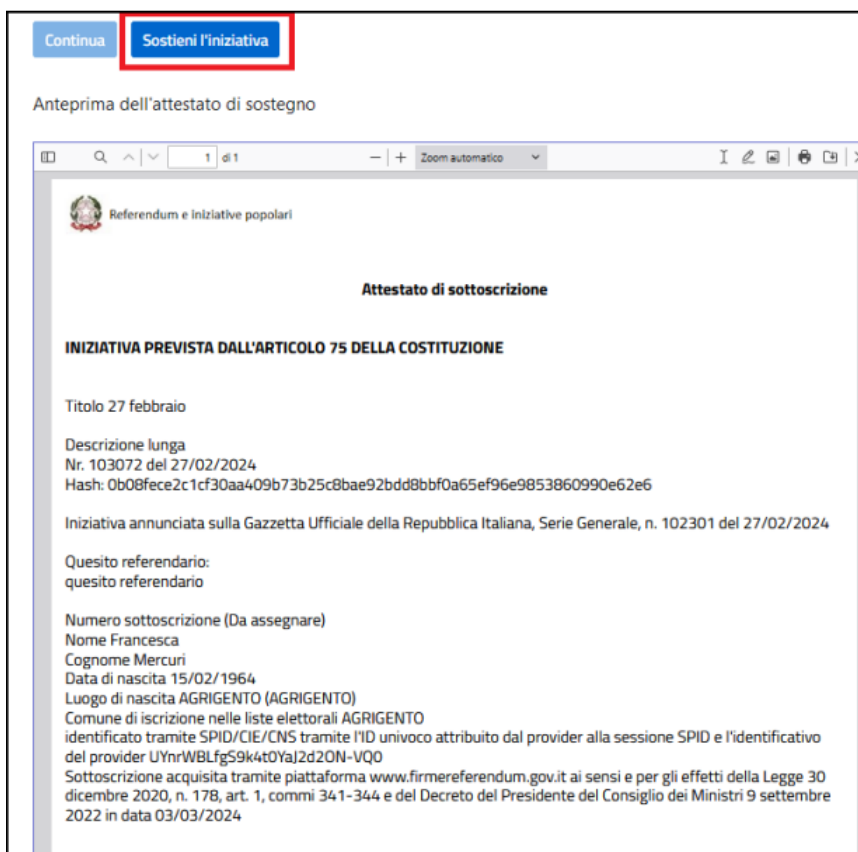 Continua
Sostieni l'iniziativa
Anteprima dell'attestato di sostegno
1 di 1
Zoom automatico
Referendum e iniziative popolari
Attestato di sottoscrizione
INIZIATIVA PREVISTA DALL'ARTICOLO 75 DELLA COSTITUZIONE
Titolo 27 febbraio
Descrizione lunga
Nr. 103072 del 27/02/2024
Hash: 0b08fece2c1cf30aa409b73b25c8bae92bdd8bbf0a65ef96e9853860990e62e6
Iniziativa annunciata sulla Gazzetta Ufficiale della Repubblica Italiana, Serie Generale, n. 102301 del 27/02/2024
Quesito referendario:
quesito referendario
Numero sottoscrizione (Da assegnare)
Nome Francesca
Cognome Mercuri
Data di nascita 15/02/1964
Luogo di nascita AGRIGENTO (AGRIGENTO)
Comune di iscrizione nelle liste elettorali AGRIGENTO
identificato tramite SPID/CIE/CNS tramite l'ID univoco attribuito dal provider alla sessione SPID e l'identificativo
del provider UYnrWBLfgS9k4t0YaJ2d2ON-VQ0
Sottoscrizione acquisita tramite piattaforma www.firmereferendum.gov.it ai sensi e per gli effetti della Legge 30
dicembre 2020, n. 178, art. 1, commi 341-344 e del Decreto del Presidente del Consiglio dei Ministri 9 settembre
2022 in data 03/03/2024